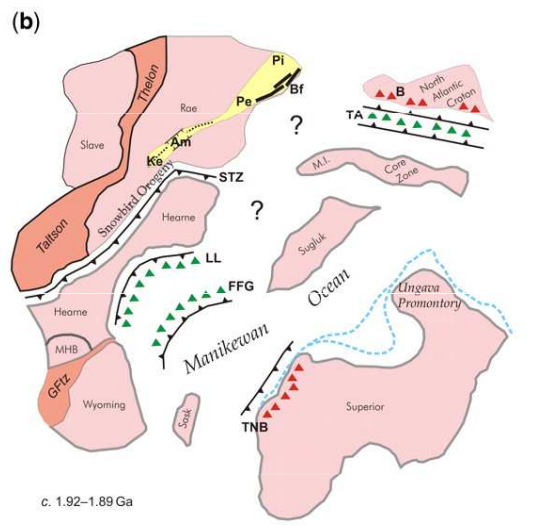 (b)
Thelon
Pi
Bf
Pe
B
North
Atlantic
Craton
TA
?
Rae
Slave
Am
Ke
M.I.
Core
Zone
STZ
Snowbird Orogeny
Hearne
?
Taltson
Sugluk
LL
FFG
Ungava
Promontory
Manikewan Ocean
Hearne
MHB
GFtz
Wyoming
Sask
TNB
Superior
c. 1.92–1.89 Ga